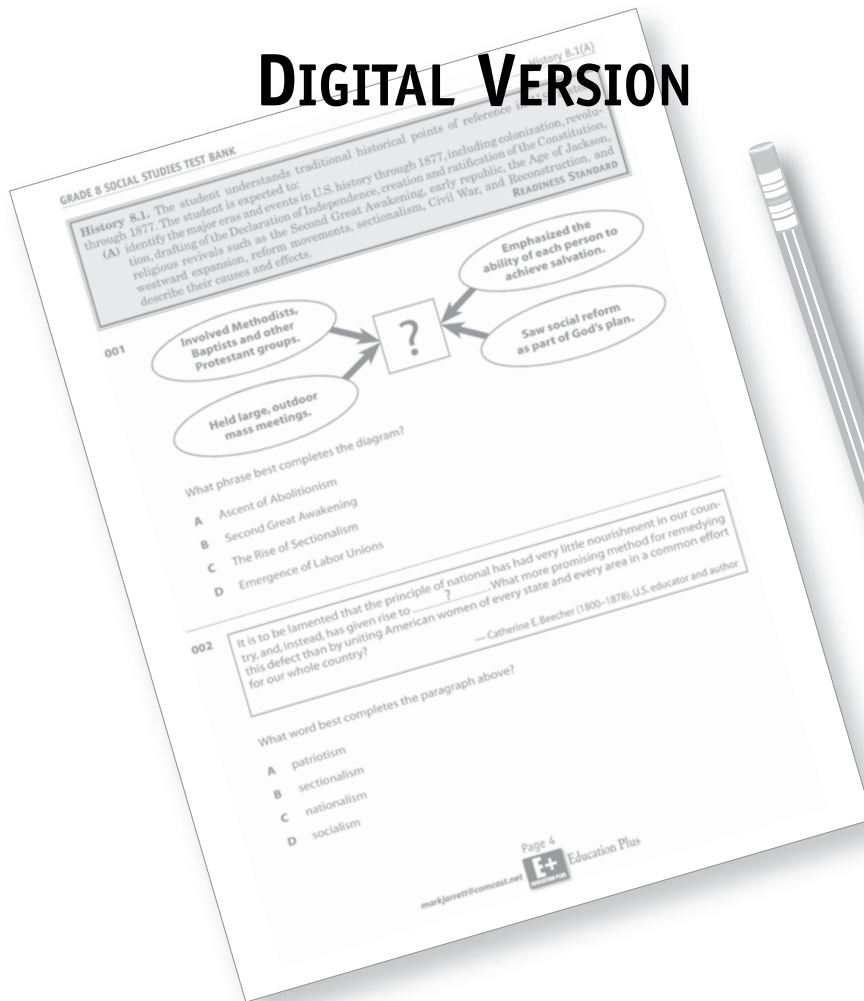 DIGITAL VERSION
History 8.1(A)
GRADE 8 SOCIAL STUDIES TEST BANK
History 8.1. The student understands traditional historical points of reference in
through 1877. The student is expected to:
(A) identify the major eras and events in U.S. history through 1877, including colonization, revolu-
tion, drafting of the Declaration of Independence, creation and ratification of the Constitution,
religious revivals such as the Second Great Awakening, early republic, the Age of Jackson,
westward expansion, reform movements, sectionalism, Civil War, and Reconstruction, and
describe their causes and effects.
READINESS STANDARD
001
Involved Methodists,
Baptists and other
Protestant groups.
Emphasized the
ability of each person to
achieve salvation.
?
Held large, outdoor
mass meetings.
Saw social reform
as part of God's plan.
What phrase best completes the diagram?
A Ascent of Abolitionism
B Second Great Awakening
C The Rise of Sectionalism
D Emergence of Labor Unions
002
It is to be lamented that the principle of national has had very little nourishment in our coun-
try, and, instead, has given rise to ? . What more promising method for remedying
this defect than by uniting American women of every state and every area in a common effort
for our whole country?
— Catherine E. Beecher (1800–1878), U.S. educator and author
What word best completes the paragraph above?
A patriotism
B sectionalism
C nationalism
D socialism
Page 4
markjarrett@comcast.net E+ Education Plus
EDUCATION PLUS